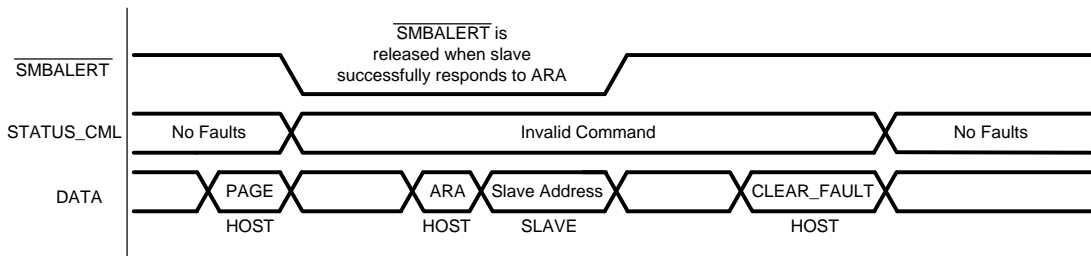 SMBALERT is
released when slave
successfully responds to ARA
SMBALERT
STATUS_CML
No Faults
Invalid Command
No Faults
DATA
PAGE
ARA
Slave Address
CLEAR_FAULT
HOST
HOST
SLAVE
HOST